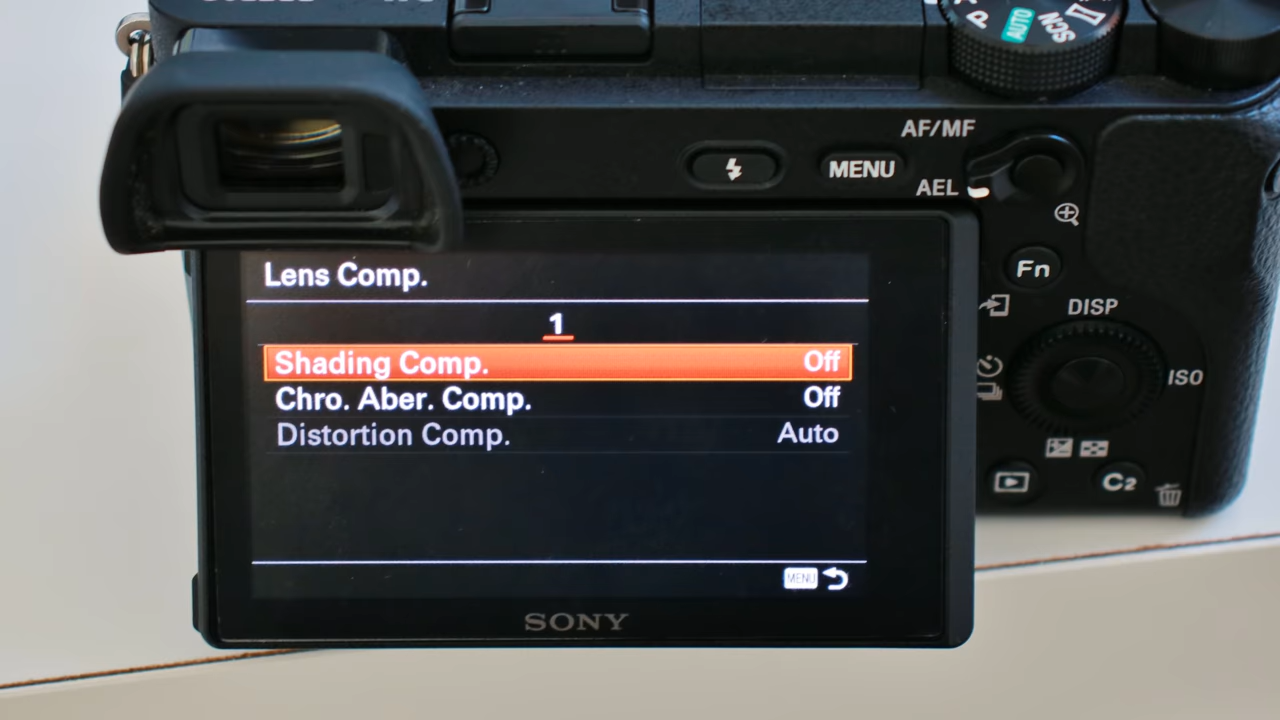 P AUTO SCN
AF/MF
MENU
AEL
Fn
DISP
ISO
C2
Lens Comp.
1
Shading Comp. Off
Chro. Aber. Comp. Off
Distortion Comp. Auto
MENU
SONY